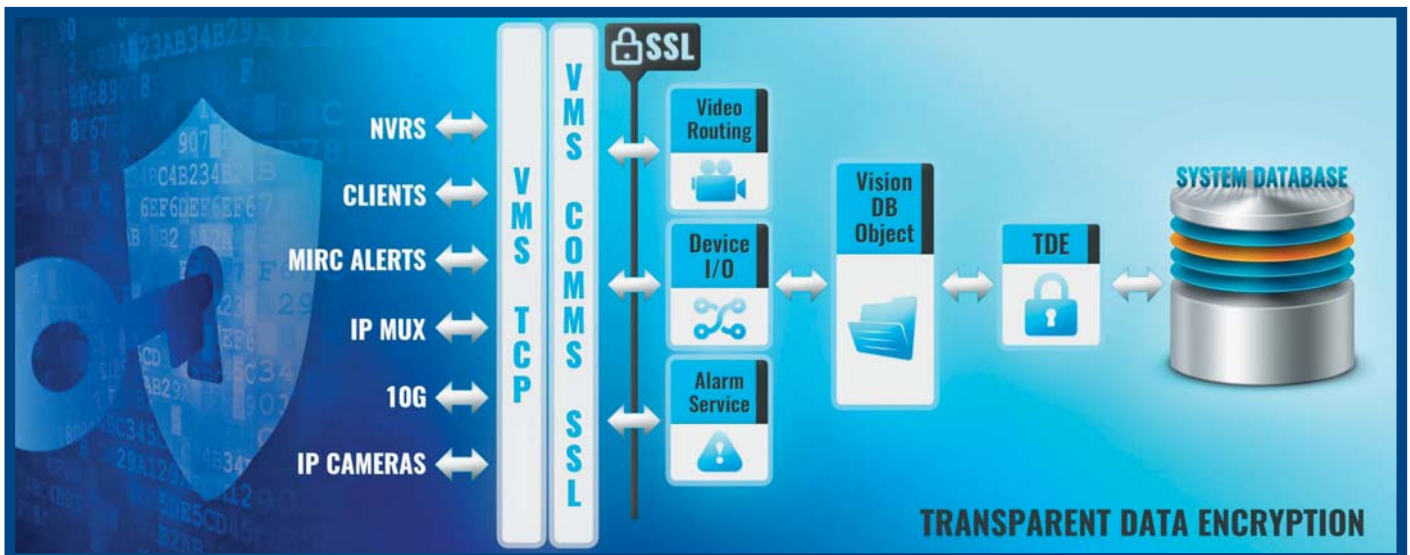 SSL
NVRS
CLIENTS
MIRC ALERTS
IP MUX
10G
IP CAMERAS
VMS TCP
VMS COMMS SSL
Video
Routing
Device
I/O
Alarm
Service
Vision
DB
Object
TDE
SYSTEM DATABASE
TRANSPARENT DATA ENCRYPTION